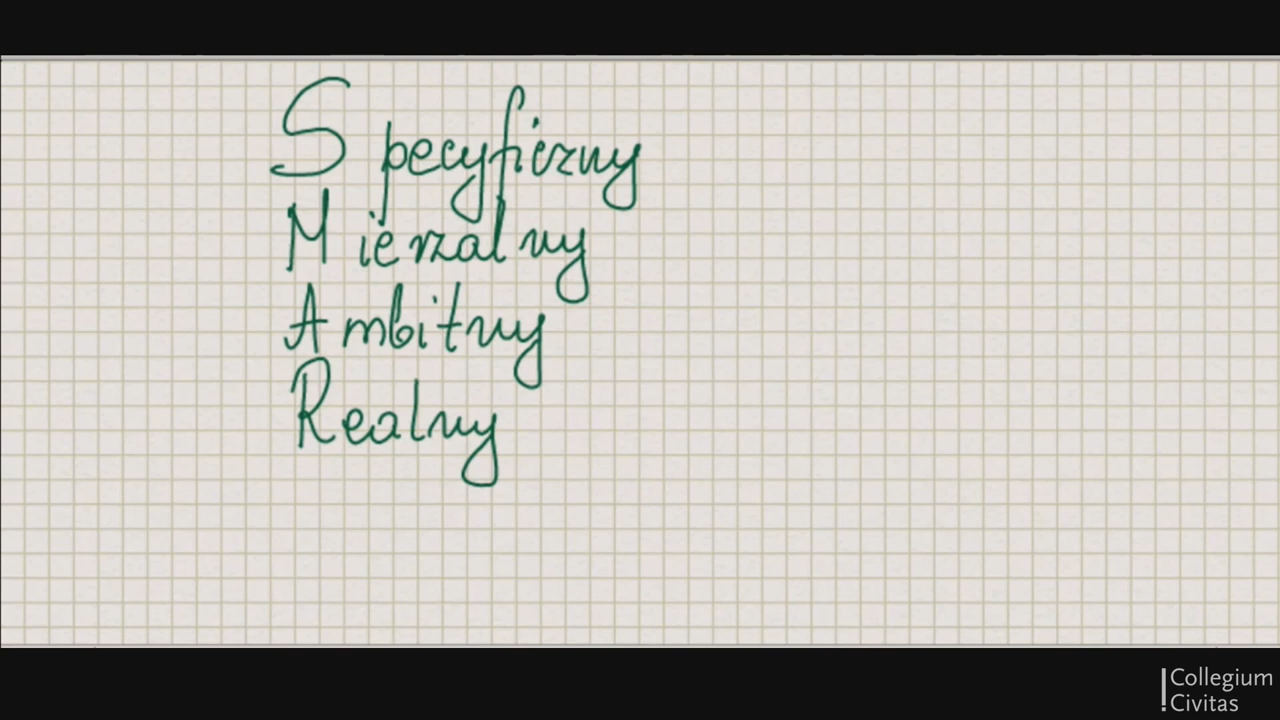 Specyficzny
Mierzalny
Ambitny
Realny
Collegium
Civitas